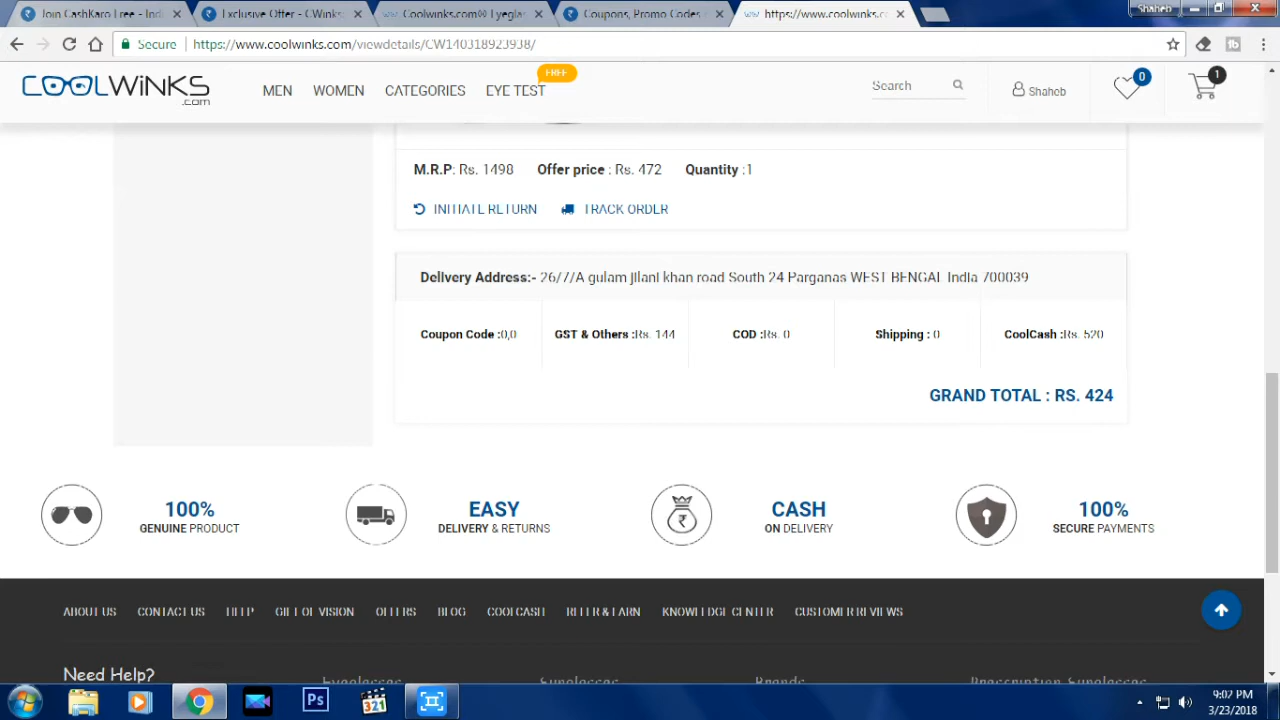 Join CashKaro Free - Indi
Exclusive Offer - CWinks
Coolwinks.com® Eyeglas
Coupons, Promo Codes
https://www.coolwinks.cc
Shaheb
Secure https://www.coolwinks.com/viewdetails/CW140318923938/
COOLWiNKS
.com
MEN WOMEN CATEGORIES EYE TEST
FREE
Search
Shaheb
0
1
M.R.P: Rs. 1498 Offer price : Rs. 472 Quantity :1
INITIATE RETURN TRACK ORDER
Delivery Address:- 26/7/A gulam jilani khan road South 24 Parganas WEST BENGAL India 700039
Coupon Code :0,0 GST & Others :Rs. 144 COD :Rs. 0 Shipping : 0 CoolCash :Rs. 520
GRAND TOTAL : RS. 424
100%
GENUINE PRODUCT
EASY
DELIVERY & RETURNS
CASH
ON DELIVERY
100%
SECURE PAYMENTS
ABOUT US CONTACT US HELP GIFT OF VISION OFFERS BLOG COOLCASH REFER & EARN KNOWLEDGE CENTER CUSTOMER REVIEWS
Need Help?
Eyeglasses Sunglasses Brands Prescription Sunglasses
Ps
321
9:02 PM
3/23/2018